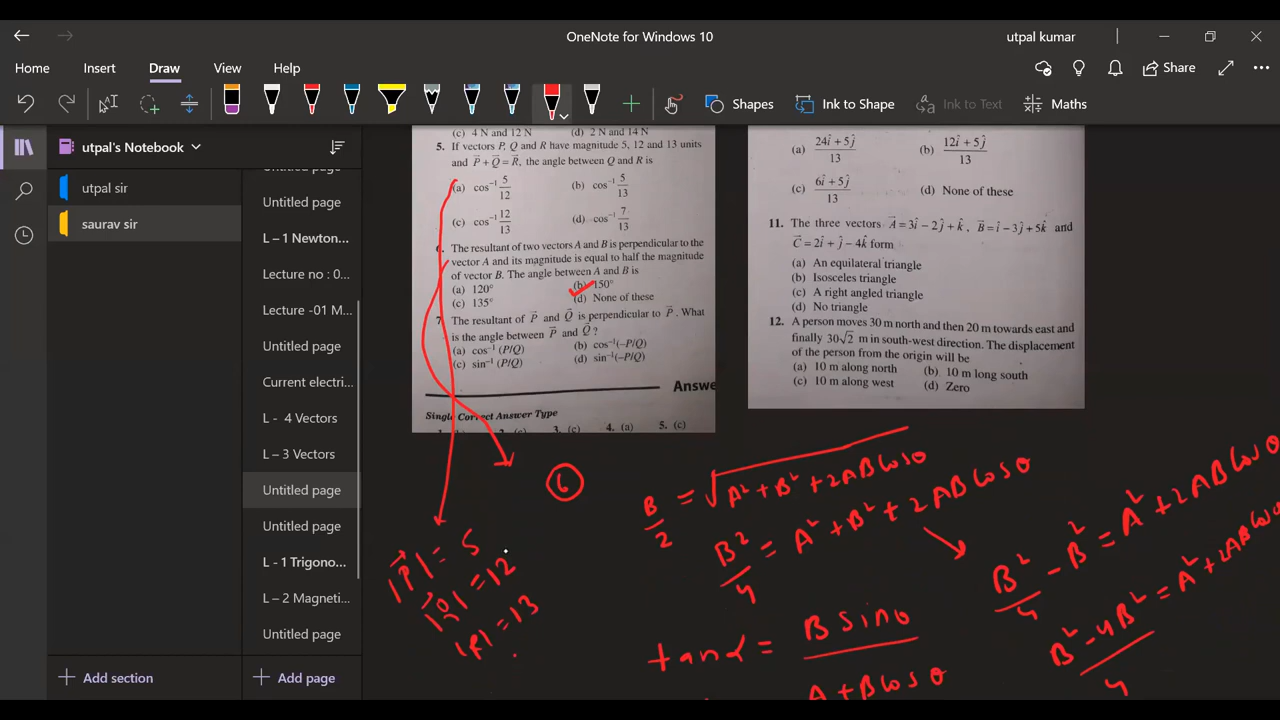 OneNote for Windows 10
utpal kumar
Home Insert Draw View Help
Share
Shapes
Ink to Shape
Ink to Text
Maths
utpal's Notebook
utpal sir
saurav sir
Add section
Untitled page
Untitled page
L – 1 Newton...
Lecture no : 0...
Lecture -01 M...
Untitled page
Current electri...
L - 4 Vectors
L – 3 Vectors
Untitled page
Untitled page
L - 1 Trigono...
L – 2 Magneti...
Untitled page
Add page
(c) 4 N and 12 N (d) 2 N and 14 N
5. If vectors P, Q and R have magnitude 5, 12 and 13 units
and P⃗ + Q⃗ = R⃗, the angle between Q and R is
(a) cos⁻¹ 5/12 (b) cos⁻¹ 5/13
(c) cos⁻¹ 12/13 (d) cos⁻¹ 7/13
6. The resultant of two vectors A and B is perpendicular to the
vector A and its magnitude is equal to half the magnitude
of vector B. The angle between A and B is
(a) 120° (b) 150°
(c) 135° (d) None of these
7. The resultant of P⃗ and Q⃗ is perpendicular to P⃗. What
is the angle between P⃗ and Q⃗?
(a) cos⁻¹ (P/Q) (b) cos⁻¹(–P/Q)
(c) sin⁻¹ (P/Q) (d) sin⁻¹(–P/Q)
Answe
Single Correct Answer Type
3. (c) 4. (a) 5. (c)
(a) 24î + 5ĵ/13 (b) 12î + 5ĵ/13
(c) 6î + 5ĵ/13 (d) None of these
11. The three vectors A⃗ = 3î – 2ĵ + k̂, B⃗ = î – 3ĵ + 5k̂ and
C⃗ = 2î + ĵ – 4k̂ form
(a) An equilateral triangle
(b) Isosceles triangle
(c) A right angled triangle
(d) No triangle
12. A person moves 30 m north and then 20 m towards east and
finally 30√2 m in south-west direction. The displacement
of the person from the origin will be
(a) 10 m along north (b) 10 m long south
(c) 10 m along west (d) Zero
|P⃗| = 5
|Q⃗| = 12
|R⃗| = 13
⑥
B/2 = √A² + B² + 2AB cosθ
B²/4 = A² + B² + 2AB cosθ
tanα = B sinθ
A + B cosθ
B²/4 - B² = A² + 2AB cosθ
B² - 4B²/4 = A² + 2AB cosθ